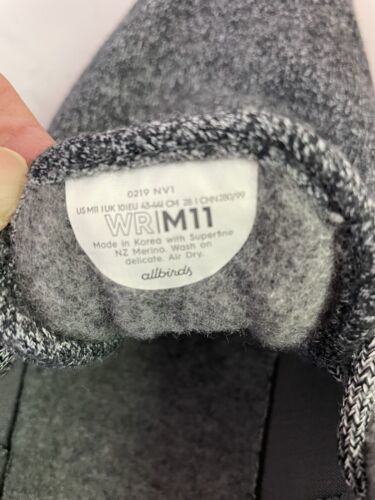 0219 NV1
US M11 | UK 10 | EU 43-44 | CM 28 | CHN 280/99
WR|M11
Made in Korea with Superfine
NZ Merino. Wash on
delicate. Air Dry.
allbirds